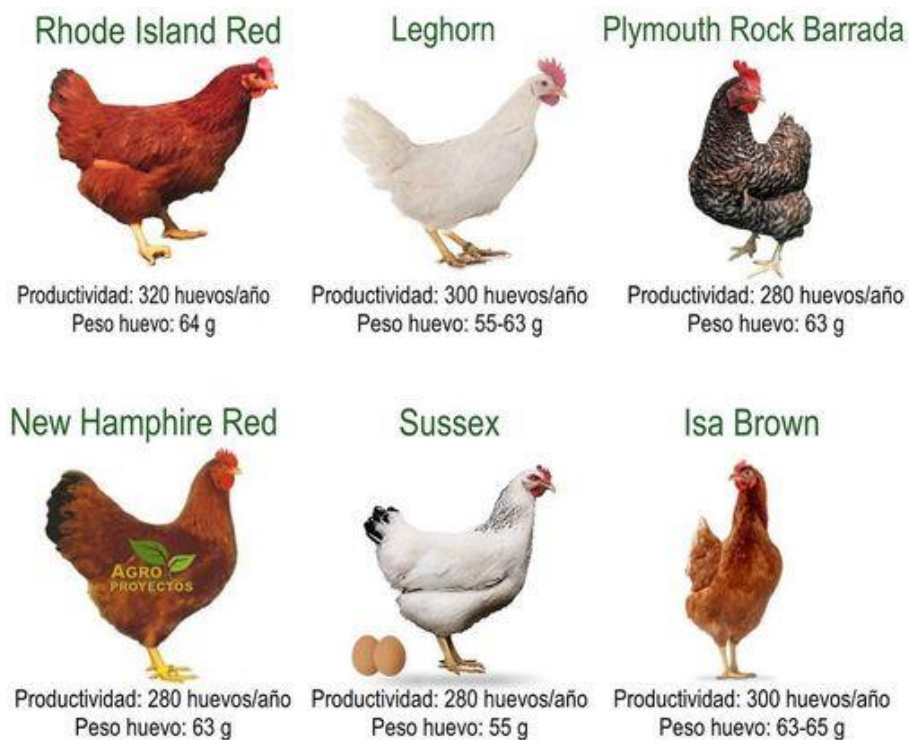 Rhode Island Red
Leghorn
Plymouth Rock Barrada
Productividad: 320 huevos/año
Peso huevo: 64 g
Productividad: 300 huevos/año
Peso huevo: 55-63 g
Productividad: 280 huevos/año
Peso huevo: 63 g
New Hamphire Red
Sussex
Isa Brown
AGRO
PROYECTOS
Productividad: 280 huevos/año
Peso huevo: 63 g
Productividad: 280 huevos/año
Peso huevo: 55 g
Productividad: 300 huevos/año
Peso huevo: 63-65 g